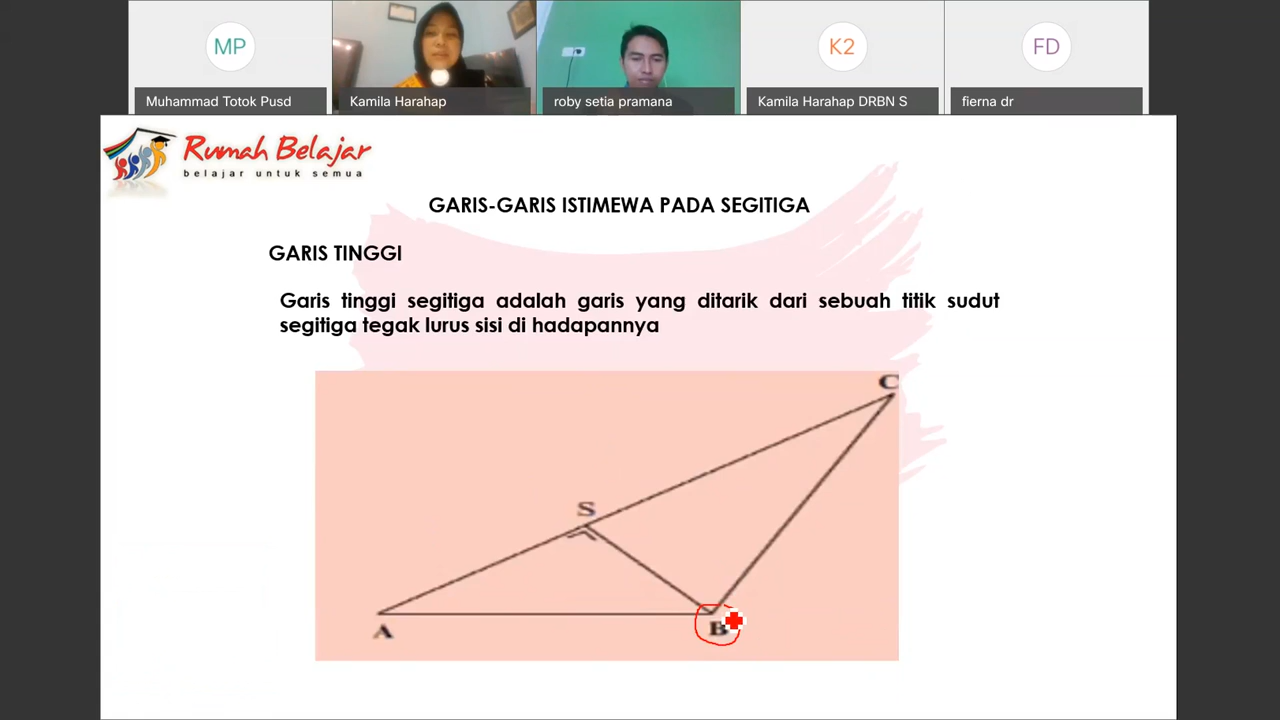 MP
K2
FD
Muhammad Totok Pusd
Kamila Harahap
roby setia pramana
Kamila Harahap DRBN S
fierna dr
Rumah Belajar
belajar untuk semua
GARIS-GARIS ISTIMEWA PADA SEGITIGA
GARIS TINGGI
Garis tinggi segitiga adalah garis yang ditarik dari sebuah titik sudut
segitiga tegak lurus sisi di hadapannya
C
S
A
B